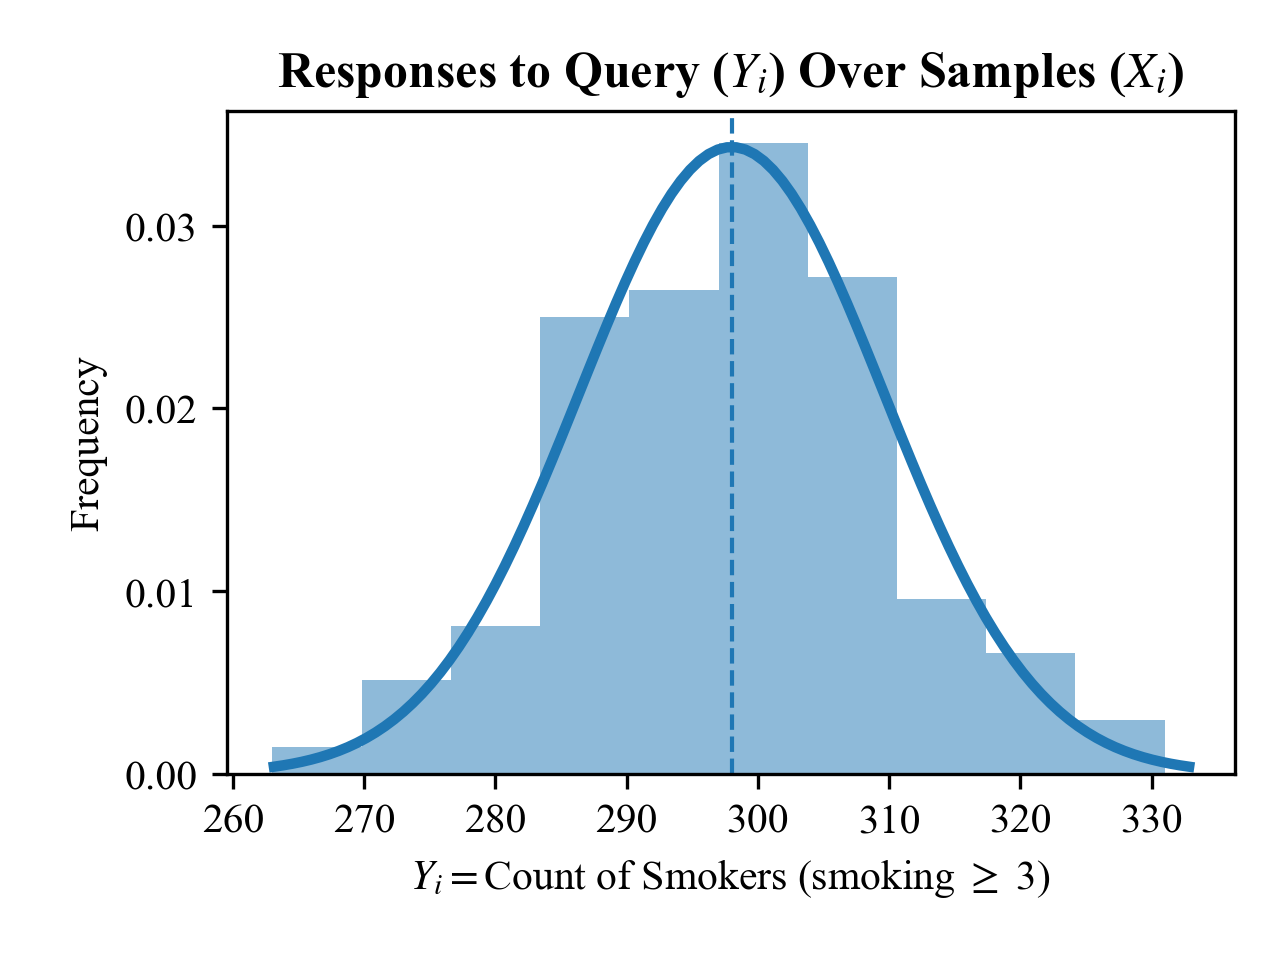 Responses to Query (Yᵢ) Over Samples (Xᵢ)
Frequency
0.03
0.02
0.01
0.00
260 270 280 290 300 310 320 330
Yᵢ = Count of Smokers (smoking ≥ 3)